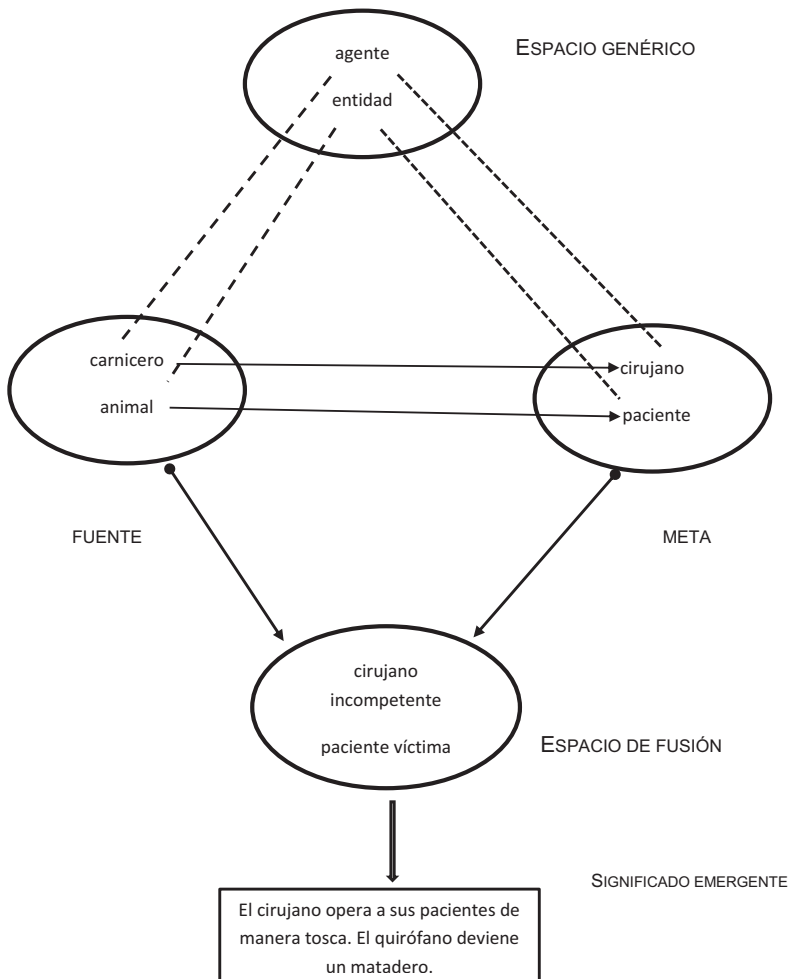 agente
ESPACIO GENÉRICO
entidad
carnicero
cirujano
animal
paciente
FUENTE
META
cirujano
incompetente
paciente víctima
ESPACIO DE FUSIÓN
SIGNIFICADO EMERGENTE
El cirujano opera a sus pacientes de
manera tosca. El quirófano deviene
un matadero.